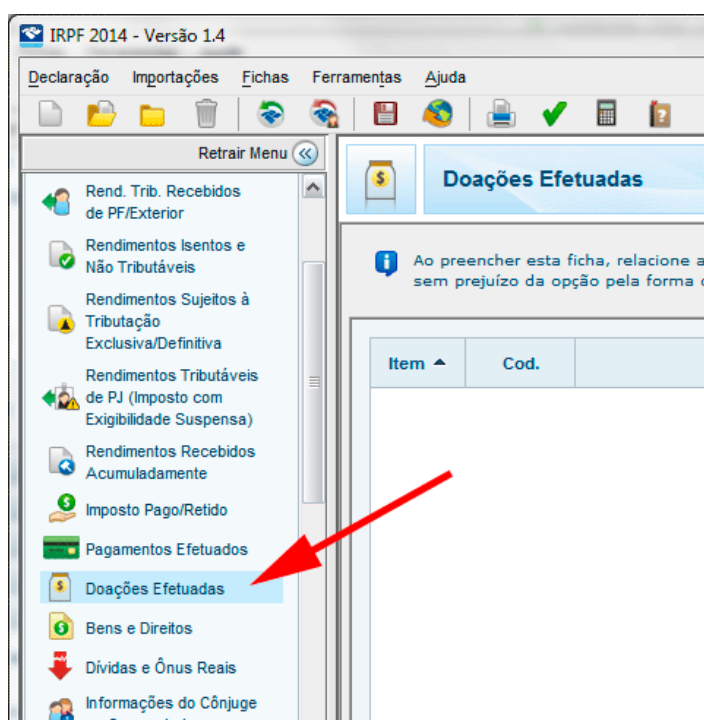 IRPF 2014 - Versão 1.4
Declaração Importações Fichas Ferramentas Ajuda
Retrair Menu
Rend. Trib. Recebidos
de PF/Exterior
Rendimentos Isentos e
Não Tributáveis
Rendimentos Sujeitos à
Tributação
Exclusiva/Definitiva
Rendimentos Tributáveis
de PJ (Imposto com
Exigibilidade Suspensa)
Rendimentos Recebidos
Acumuladamente
Imposto Pago/Retido
Pagamentos Efetuados
Doações Efetuadas
Bens e Direitos
Dívidas e Ônus Reais
Informações do Cônjuge
Doações Efetuadas
Ao preencher esta ficha, relacione a
sem prejuízo da opção pela forma
Item Cod.